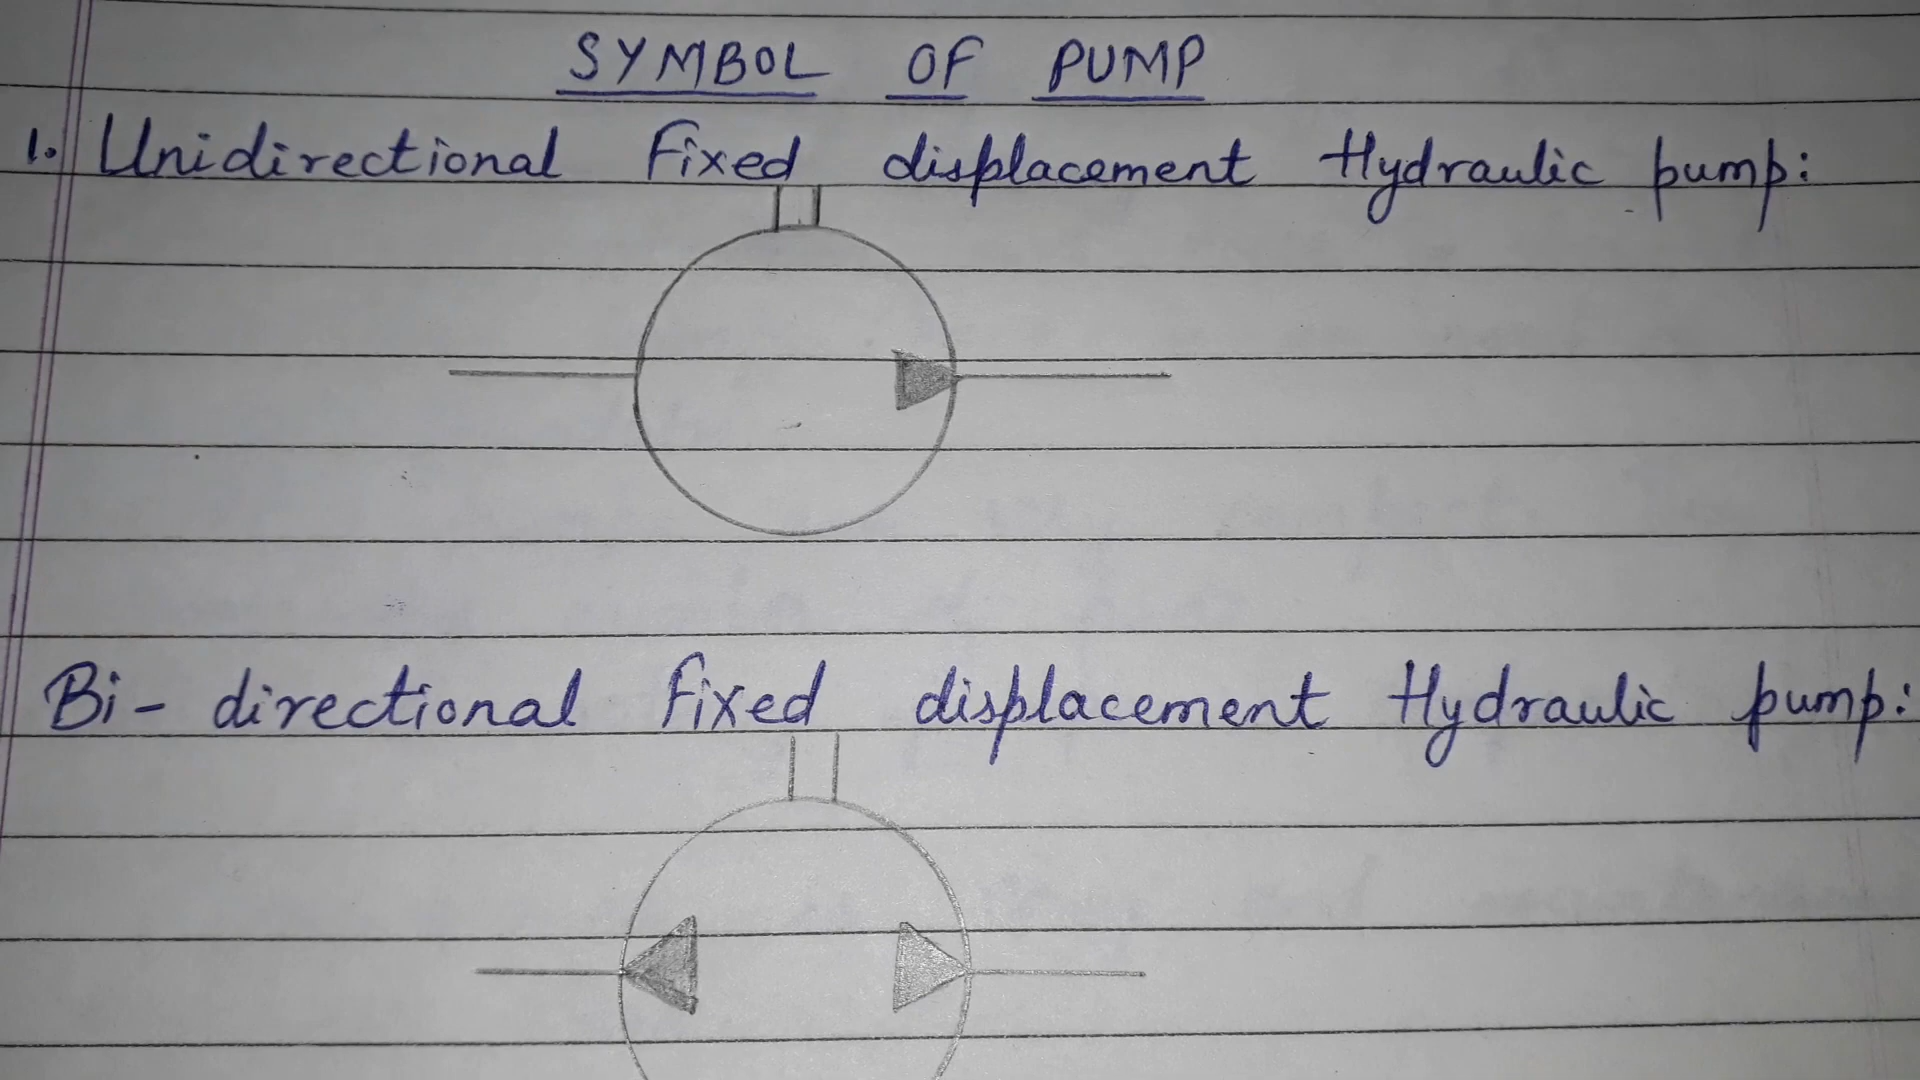 SYMBOL OF PUMP
1. Unidirectional Fixed displacement Hydraulic pump:
Bi- directional fixed displacement Hydraulic pump: